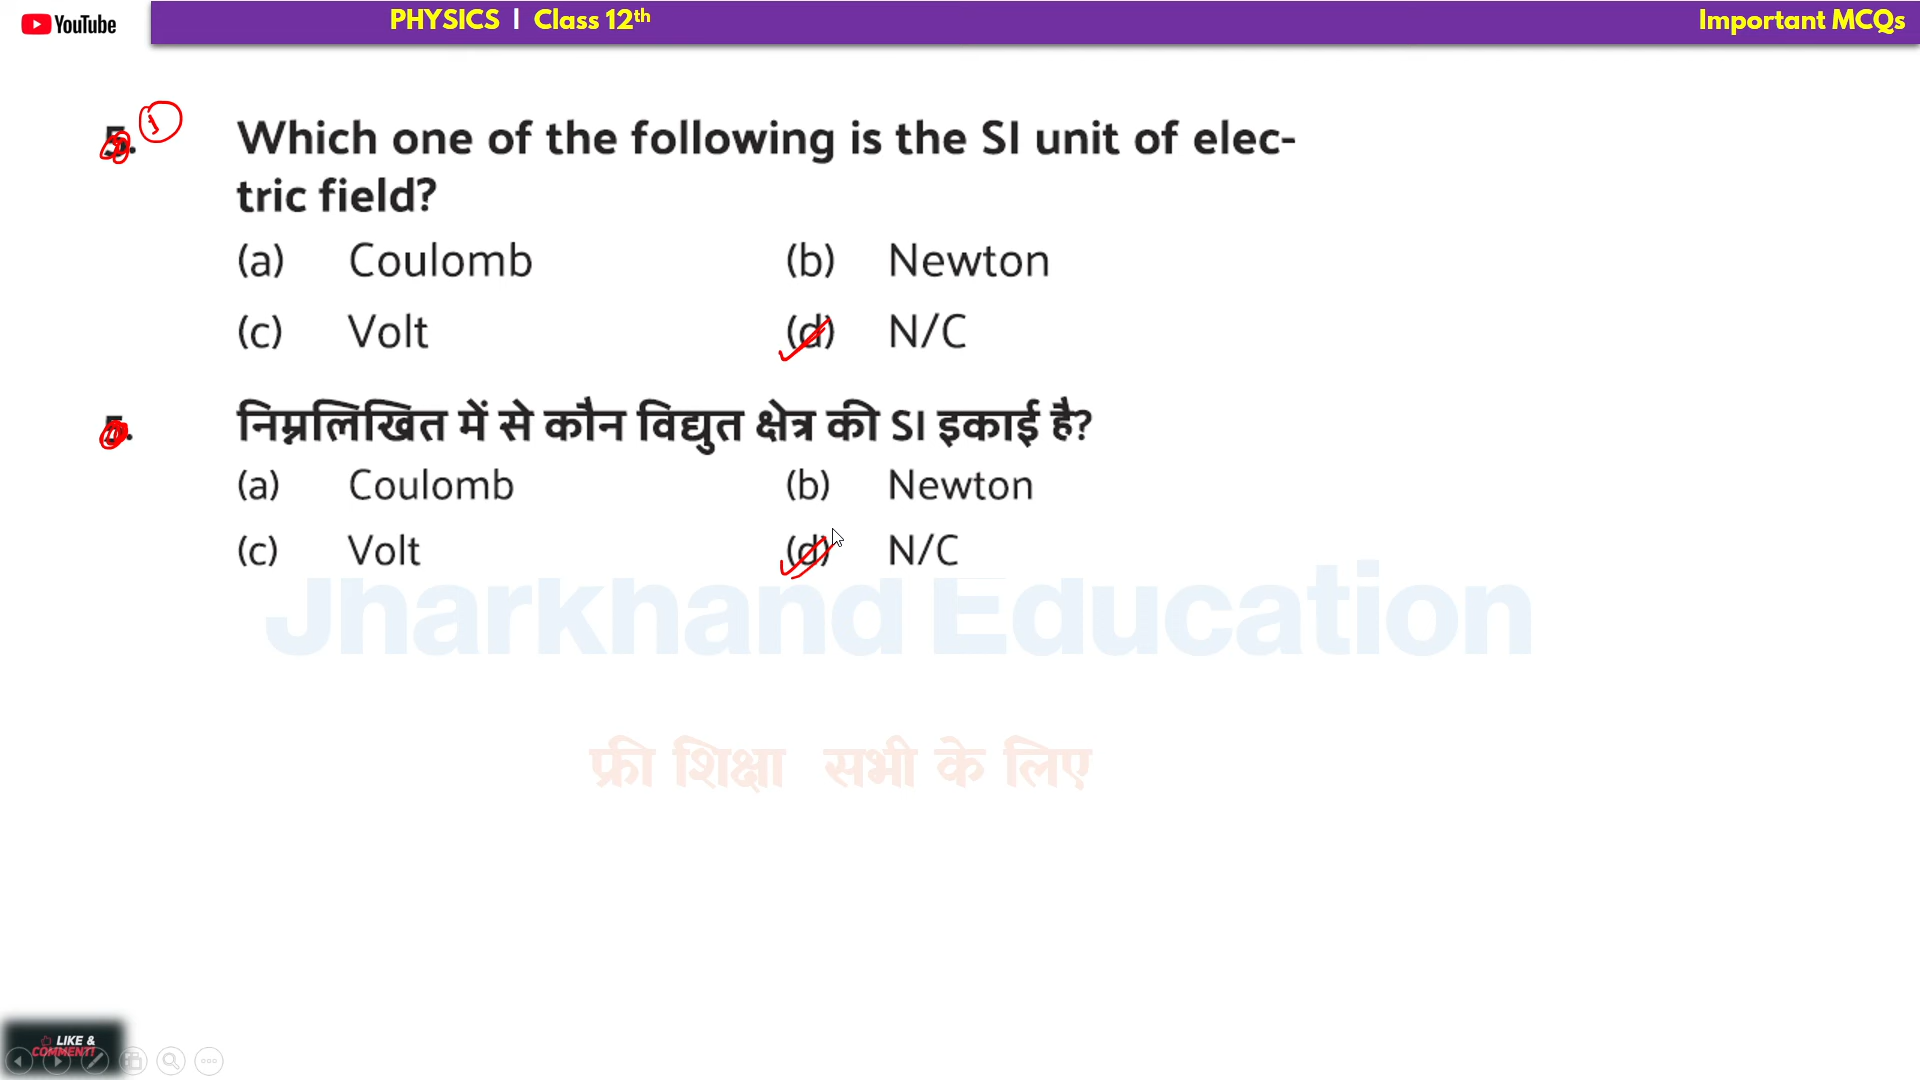 YouTube
PHYSICS | Class 12th
Important MCQs
5. 1
Which one of the following is the SI unit of elec-
tric field?
(a) Coulomb (b) Newton
(c) Volt (d) N/C
निम्नलिखित में से कौन विद्युत क्षेत्र की SI इकाई है?
(a) Coulomb (b) Newton
(c) Volt (d) N/C
Jharkhand Education
फ्री शिक्षा सभी के लिए
LIKE &
COMMENT!